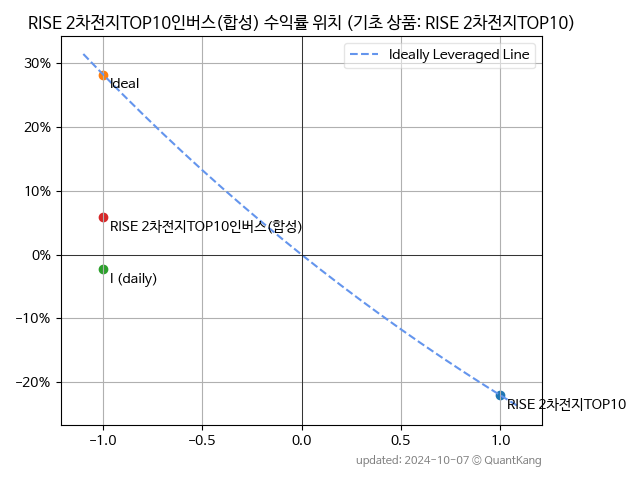 RISE 2차전지TOP10인버스(합성) 수익률 위치 (기초 상품: RISE 2차전지TOP10)
Ideally Leveraged Line
30%
20%
10%
0%
−10%
−20%
Ideal
RISE 2차전지TOP10인버스(합성)
I (daily)
RISE 2차전지TOP10
−1.0
−0.5
0.0
0.5
1.0
updated: 2024-10-07 © QuantKang